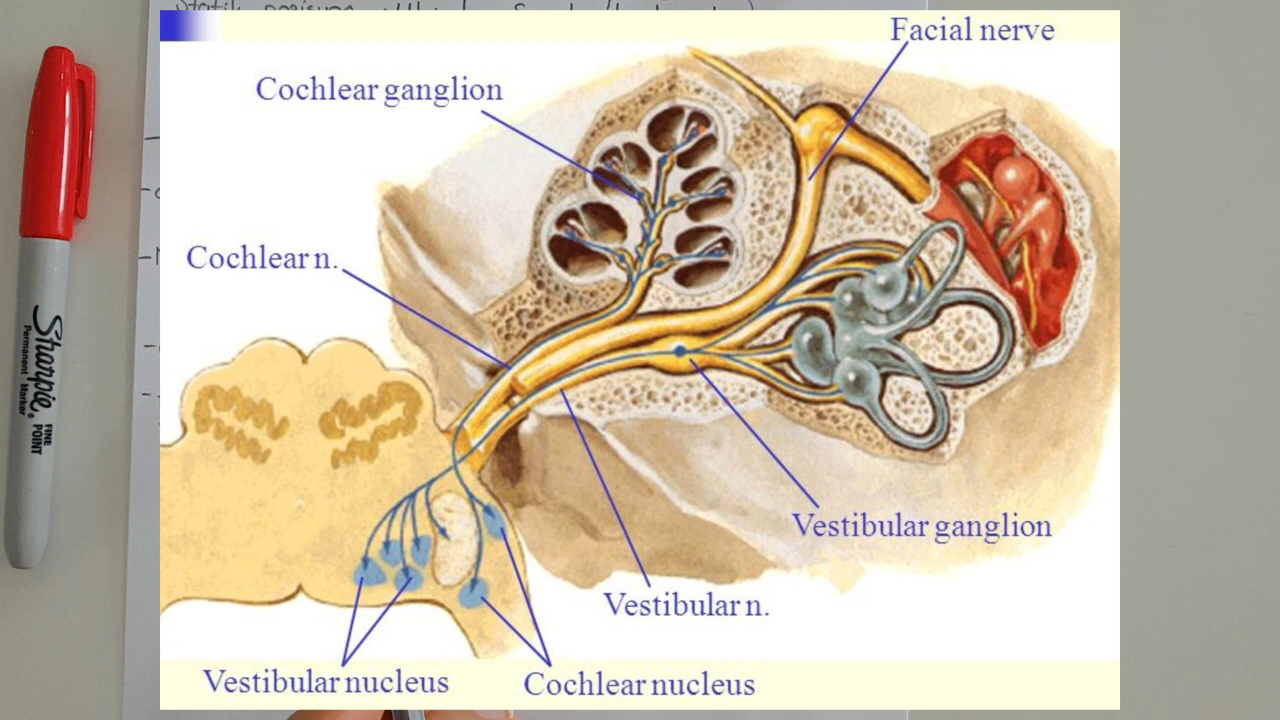 Facial nerve
Cochlear ganglion
Cochlear n.
Vestibular ganglion
Vestibular n.
Vestibular nucleus
Cochlear nucleus
Sharpie
Permanent Marker
FINE
POINT